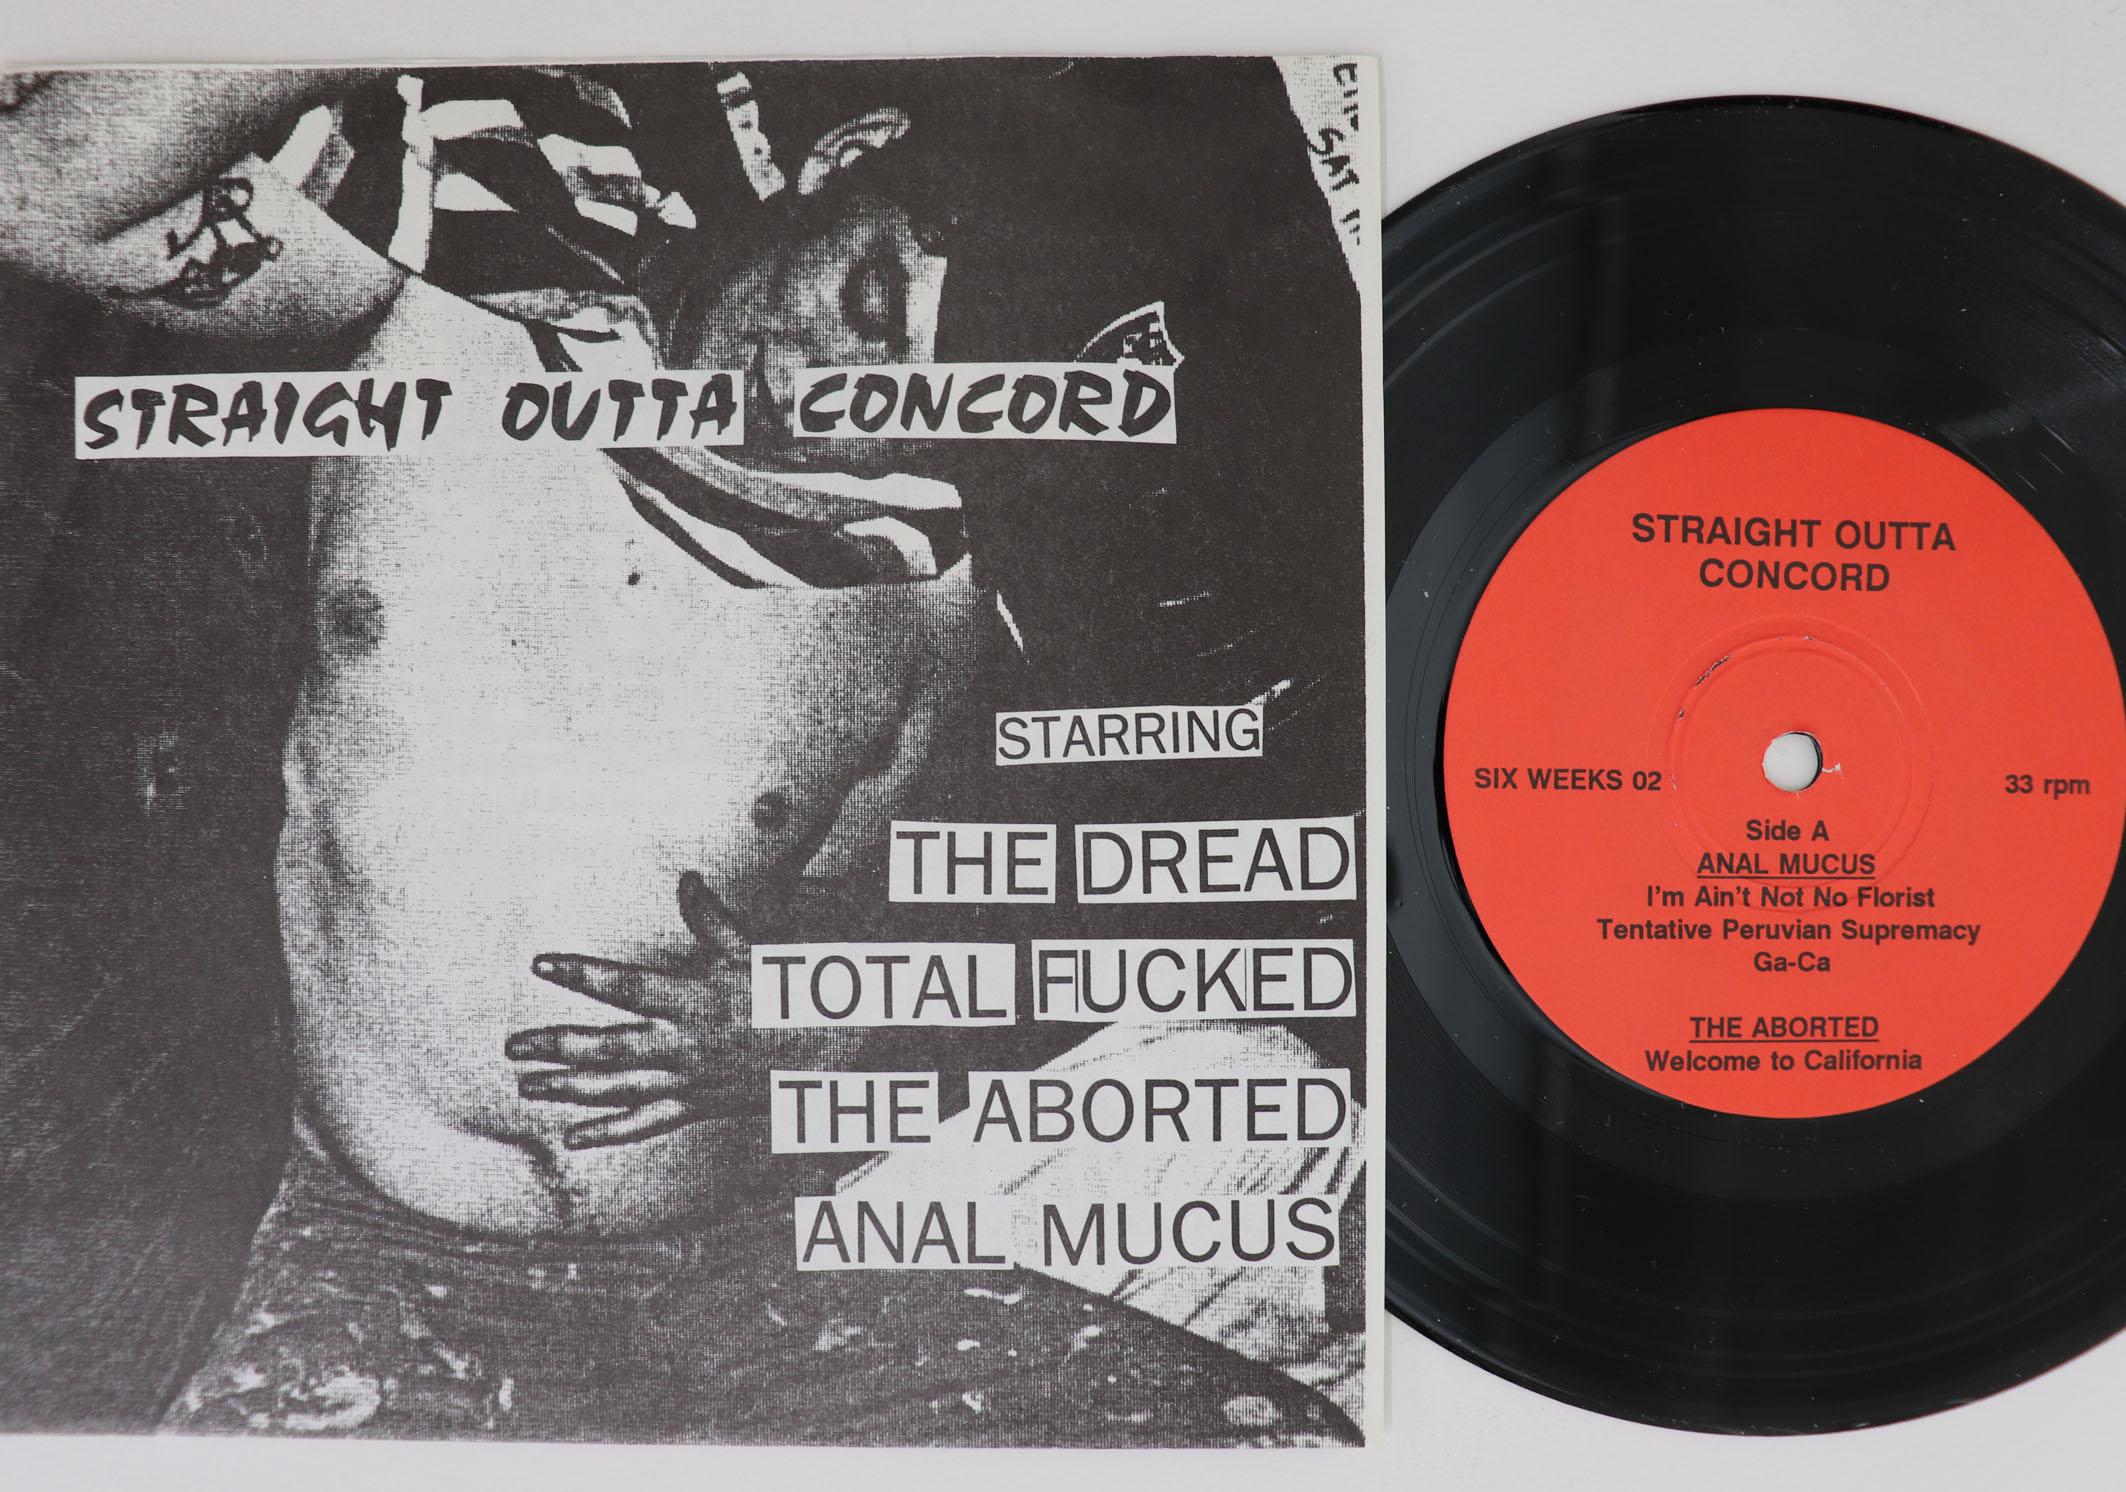 SAT
STRAIGHT OUTTA CONCORD
STARRING
THE DREAD
TOTAL FUCKED
THE ABORTED
ANAL MUCUS
STRAIGHT OUTTA
CONCORD
SIX WEEKS 02
33 rpm
Side A
ANAL MUCUS
I'm Ain't Not No Florist
Tentative Peruvian Supremacy
Ga-Ca
THE ABORTED
Welcome to California